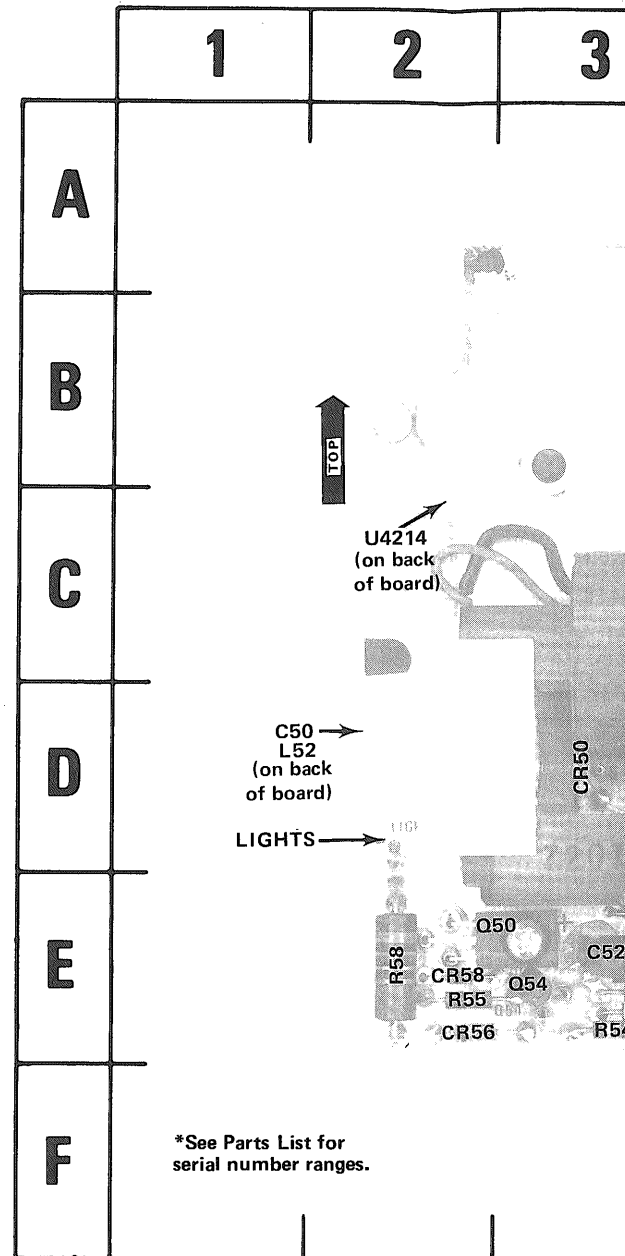 1 2 3
A
B
TOP
U4214
(on back
of board)
C
C50
L52
(on back
of board)
D
CR50
LIGHTS
Q50
C52
R58
CR58
Q54
E
R55
CR56
R54
*See Parts List for
serial number ranges.
F